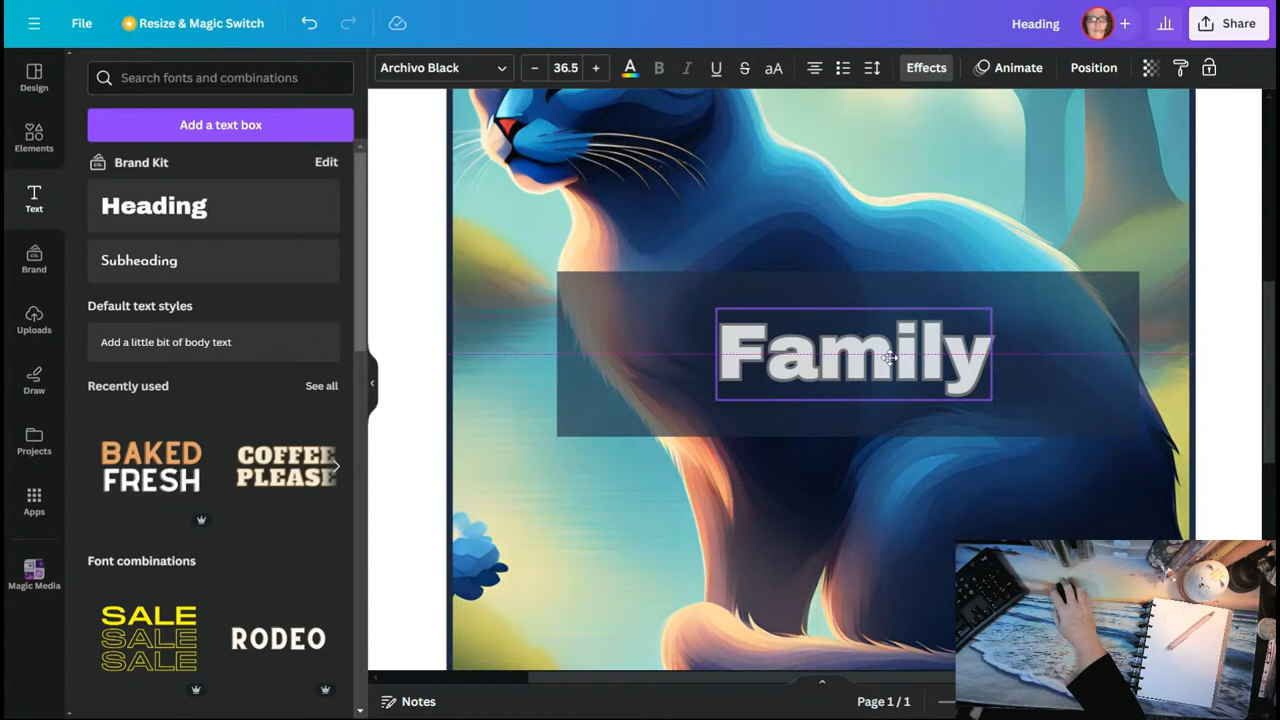 File
Resize & Magic Switch
Heading
Share
Design
Elements
Text
Brand
Uploads
Draw
Projects
Apps
Magic Media
Search fonts and combinations
Add a text box
Brand Kit
Edit
Heading
Subheading
Default text styles
Add a little bit of body text
Recently used
See all
BAKED
FRESH
COFFEE
PLEASE
Font combinations
SALE
SALE
SALE
RODEO
Archivo Black
36.5
A
B
I
U
S
aA
Effects
Animate
Position
Family
Notes
Page 1 / 1